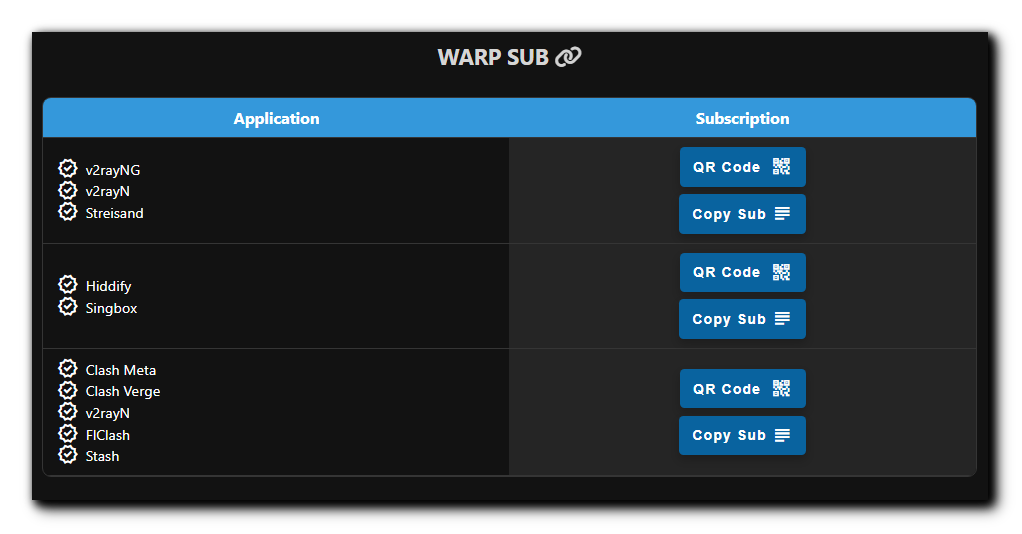 WARP SUB
Application
Subscription
v2rayNG
v2rayN
Streisand
QR Code
Copy Sub
Hiddify
Singbox
QR Code
Copy Sub
Clash Meta
Clash Verge
v2rayN
FlClash
Stash
QR Code
Copy Sub